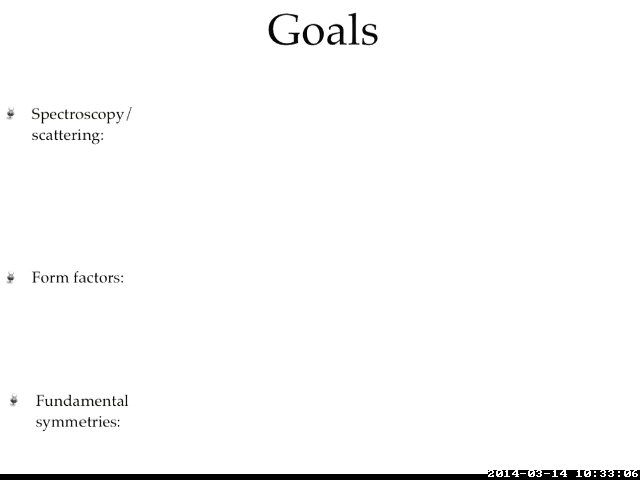 Goals
Spectroscopy/
scattering:
Form factors:
Fundamental
symmetries:
2014-03-14 10:33:06